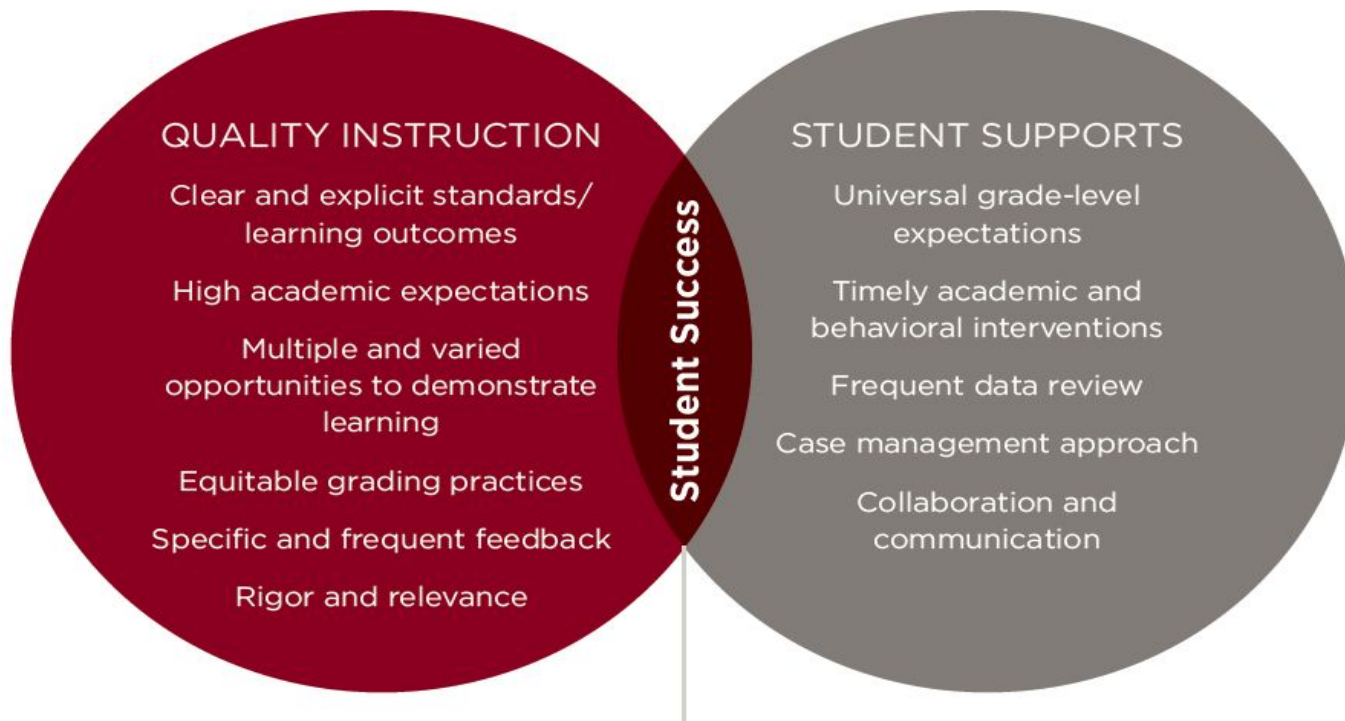 QUALITY INSTRUCTION
Clear and explicit standards/
learning outcomes
High academic expectations
Multiple and varied
opportunities to demonstrate
learning
Equitable grading practices
Specific and frequent feedback
Rigor and relevance
Student Success
STUDENT SUPPORTS
Universal grade-level
expectations
Timely academic and
behavioral interventions
Frequent data review
Case management approach
Collaboration and
communication